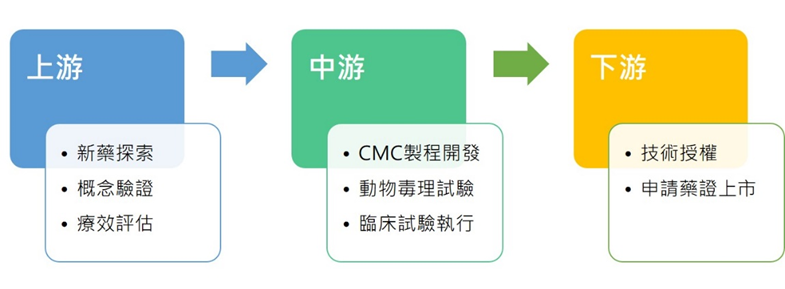 上游
• 新藥探索
• 概念驗證
• 療效評估
中游
• CMC製程開發
• 動物毒理試驗
• 臨床試驗執行
下游
• 技術授權
• 申請藥證上市